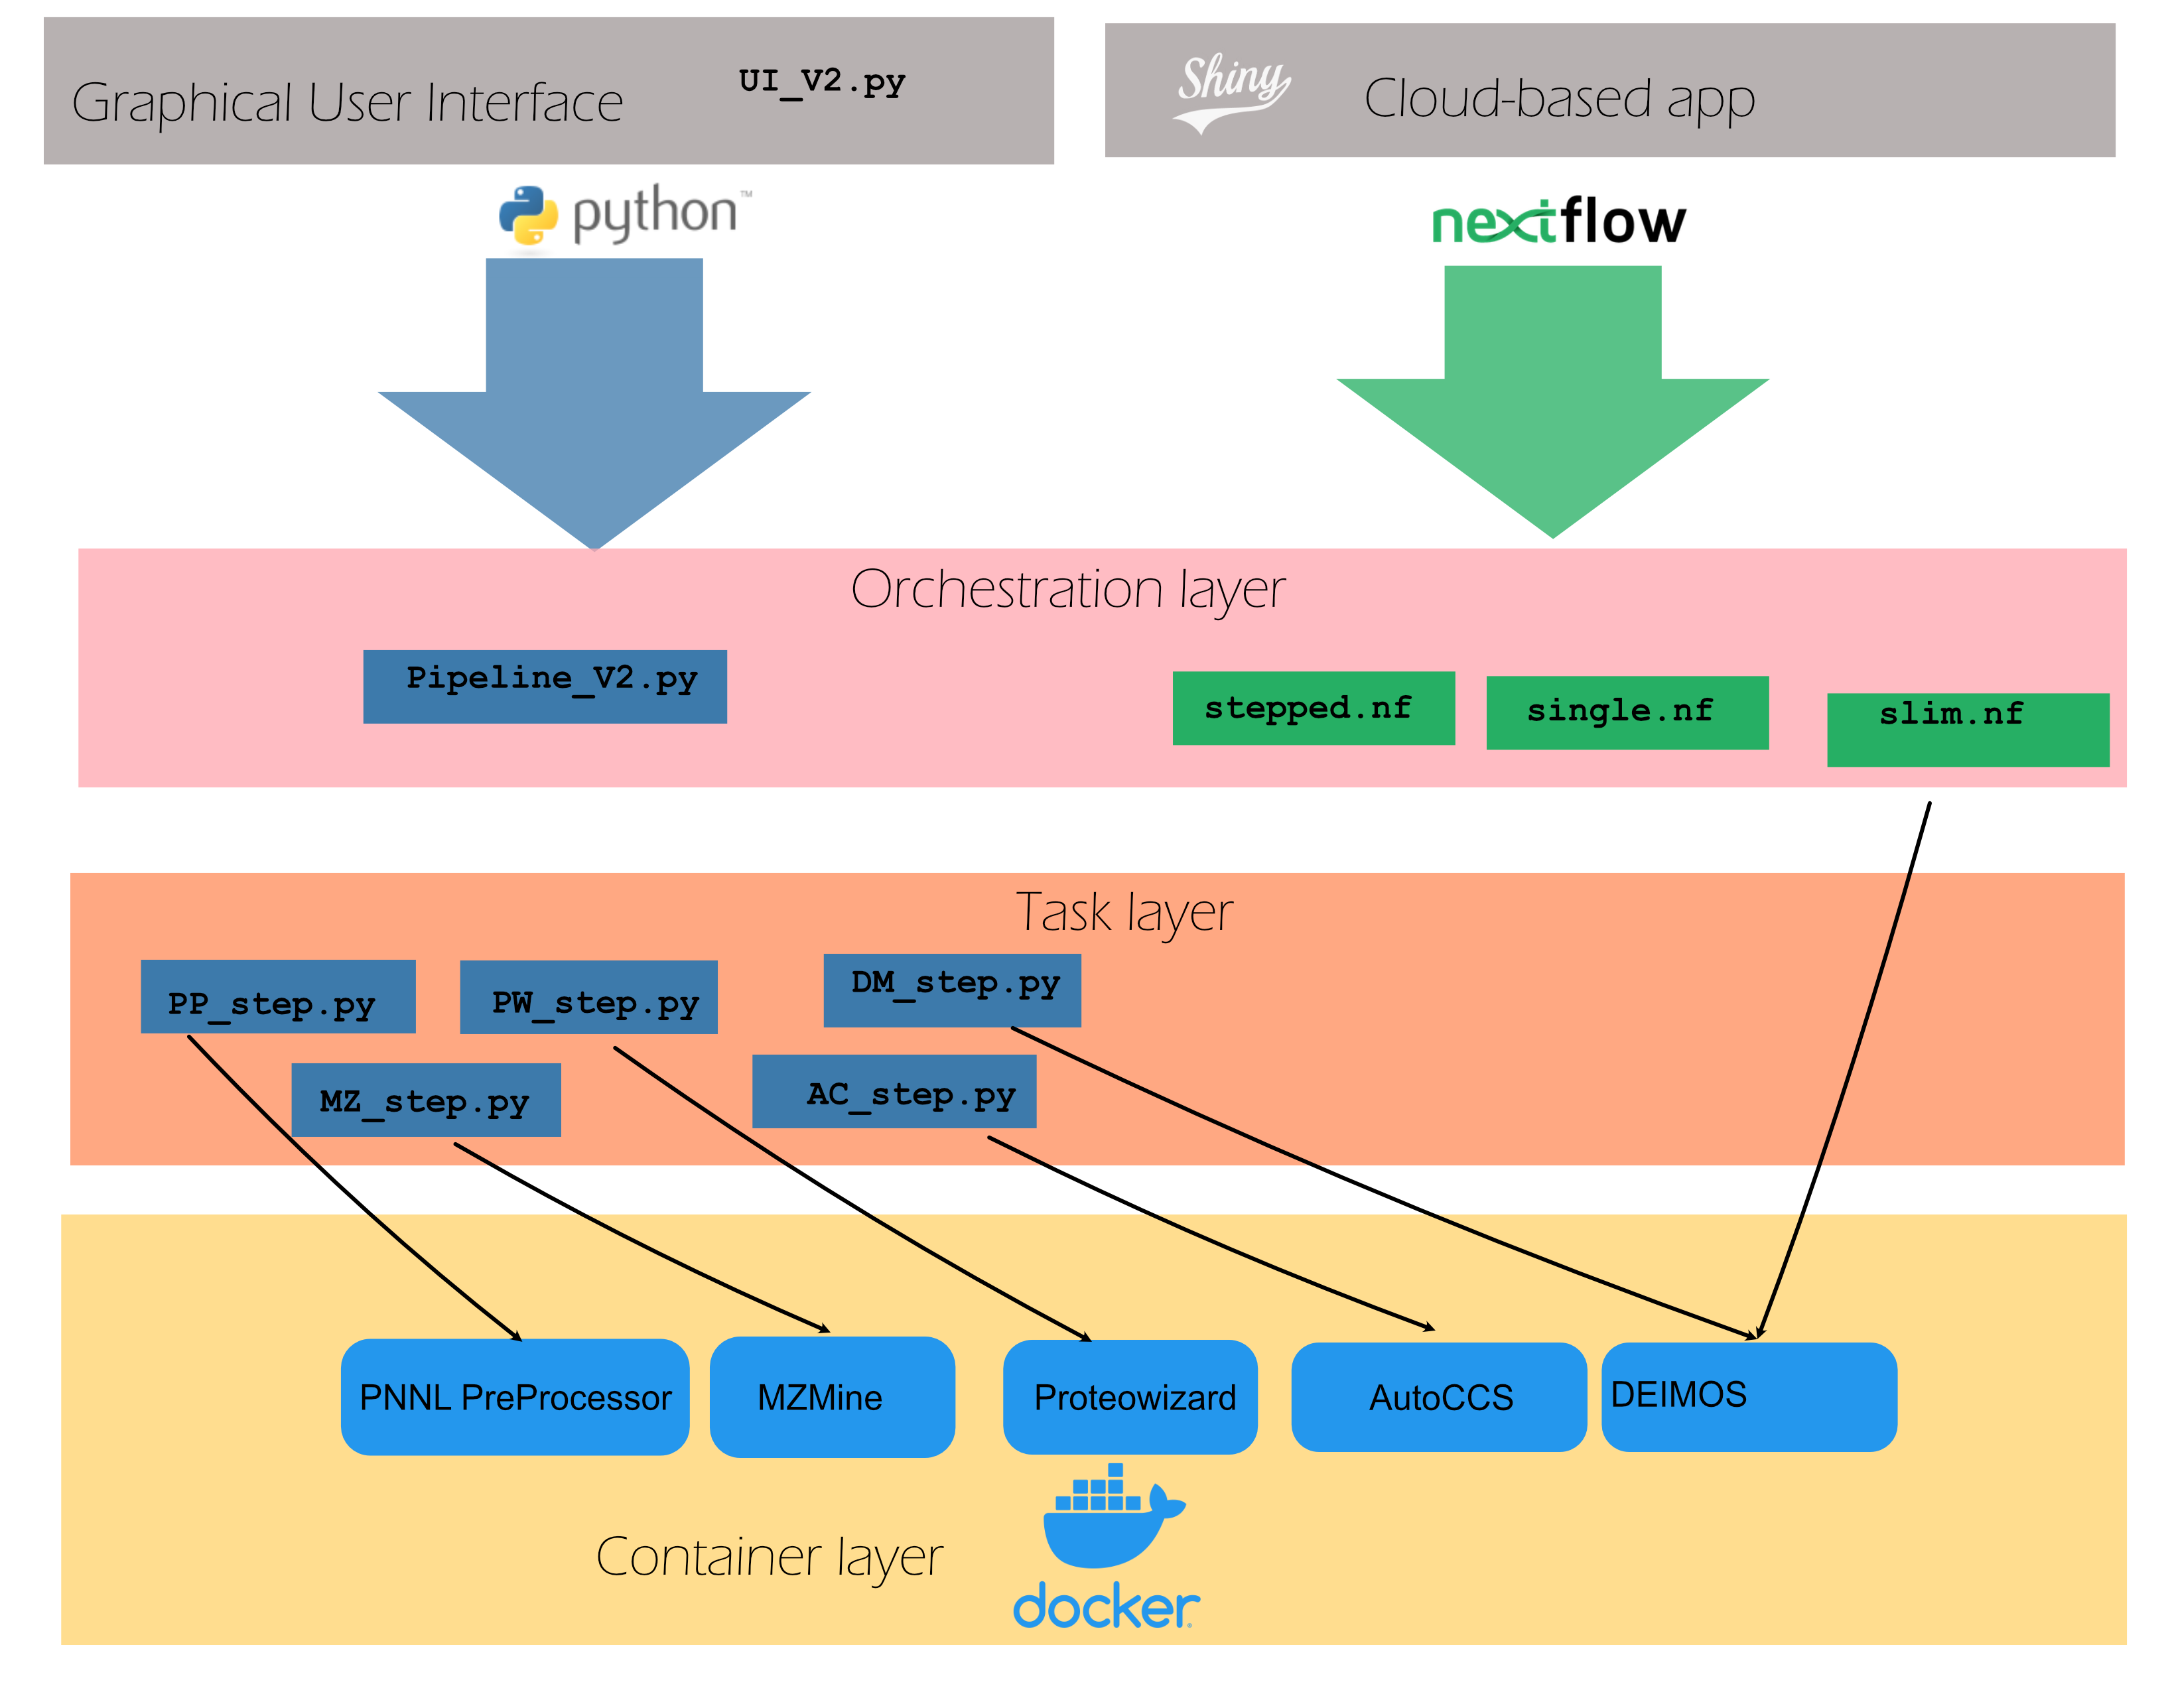 Graphical User Interface
UI_V2.py
Shiny
Cloud-based app
python™
nextflow
Orchestration layer
Pipeline_V2.py
stepped.nf
single.nf
slim.nf
Task layer
PP_step.py
PW_step.py
DM_step.py
MZ_step.py
AC_step.py
PNNL PreProcessor
MZMine
Proteowizard
AutoCCS
DEIMOS
Container layer
docker